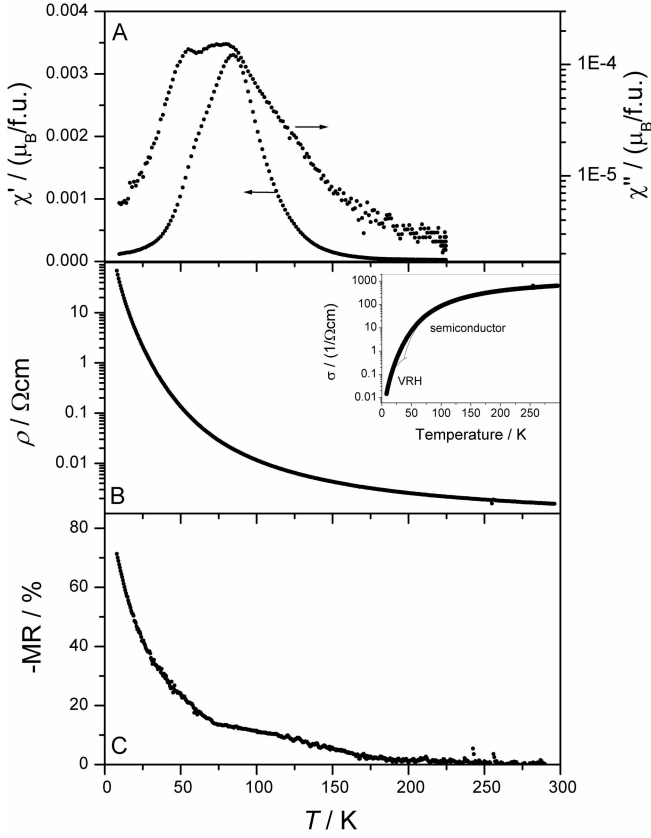 A
χ' / (μB/f.u.)
0.004
0.003
0.002
0.001
0.000
1E-4
1E-5
χ'' / (μB/f.u.)
B
ρ / Ωcm
10
1
0.1
0.01
σ / (1/Ωcm)
1000
100
10
1
0.1
0.01
semiconductor
VRH
0 50 100 150 200 250
Temperature / K
C
-MR / %
80
60
40
20
0
0 50 100 150 200 250 300
T / K